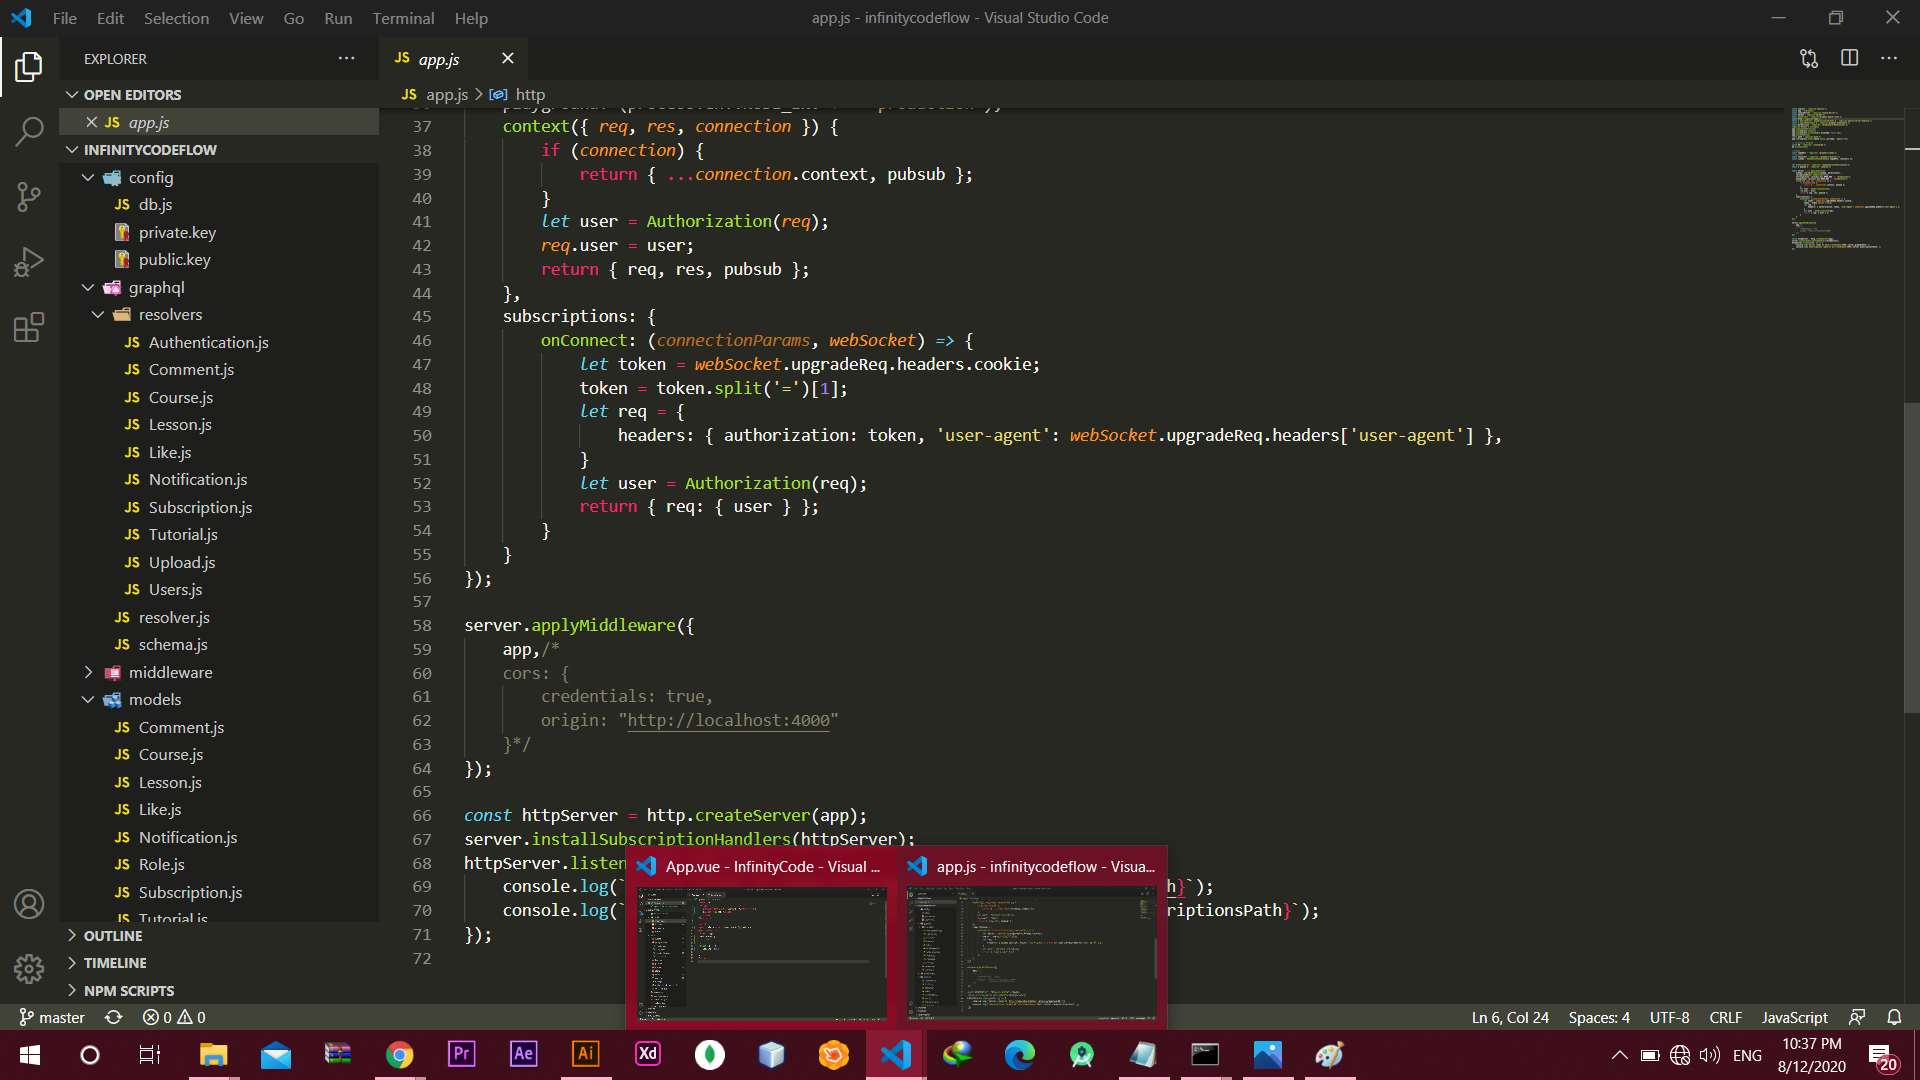 File Edit Selection View Go Run Terminal Help
app.js - infinitycodeflow - Visual Studio Code
EXPLORER
OPEN EDITORS
JS app.js
INFINITYCODEFLOW
config
JS db.js
private.key
public.key
graphql
resolvers
JS Authentication.js
JS Comment.js
JS Course.js
JS Lesson.js
JS Like.js
JS Notification.js
JS Subscription.js
JS Tutorial.js
JS Upload.js
JS Users.js
JS resolver.js
JS schema.js
middleware
models
JS Comment.js
JS Course.js
JS Lesson.js
JS Like.js
JS Notification.js
JS Role.js
JS Subscription.js
JS Tutorial.js
OUTLINE
TIMELINE
NPM SCRIPTS
JS app.js
JS app.js > http
37 context({ req, res, connection }) {
38 if (connection) {
39 return { ...connection.context, pubsub };
40 }
41 let user = Authorization(req);
42 req.user = user;
43 return { req, res, pubsub };
44 },
45 subscriptions: {
46 onConnect: (connectionParams, webSocket) => {
47 let token = webSocket.upgradeReq.headers.cookie;
48 token = token.split('=')[1];
49 let req = {
50 headers: { authorization: token, 'user-agent': webSocket.upgradeReq.headers['user-agent'] },
51 }
52 let user = Authorization(req);
53 return { req: { user } };
54 }
55 }
56 });
57
58 server.applyMiddleware({
59 app,/*
60 cors: {
61 credentials: true,
62 origin: "http://localhost:4000"
63 }*/
64 });
65
66 const httpServer = http.createServer(app);
67 server.installSubscriptionHandlers(httpServer);
68 httpServer.listen
69 console.log(` h}`);
70 console.log(` riptionsPath}`);
71 });
72
App.vue - InfinityCode - Visual ...
app.js - infinitycodeflow - Visua...
master 0 0
Ln 6, Col 24 Spaces: 4 UTF-8 CRLF JavaScript
Pr Ae Ai Xd
ENG
10:37 PM
8/12/2020
20